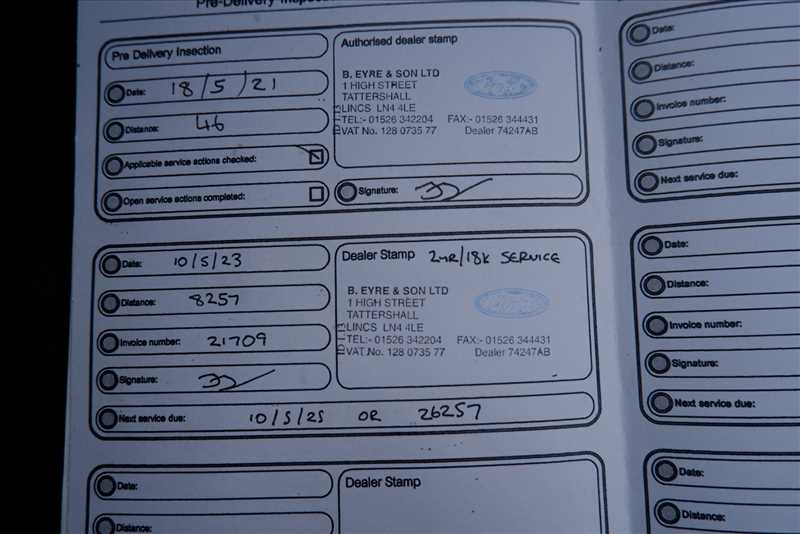 Pre Delivery Insection
Date: 18/5/21
Distance: 46
Applicable service actions checked:
Open service actions completed:
Authorised dealer stamp
B. EYRE & SON LTD
1 HIGH STREET
TATTERSHALL
LINCS LN4 4LE
TEL:- 01526 342204 FAX:- 01526 344431
VAT No. 128 0735 77 Dealer 74247AB
Signature:
Date: 10/5/23
Distance: 8257
Invoice number: 21709
Signature:
Dealer Stamp 2YR/18K SERVICE
B. EYRE & SON LTD
1 HIGH STREET
TATTERSHALL
LINCS LN4 4LE
TEL:- 01526 342204 FAX:- 01526 344431
VAT No. 128 0735 77 Dealer 74247AB
Next service due: 10/5/25 OR 26257
Date:
Distance:
Dealer Stamp
Date:
Distance:
Invoice number:
Signature:
Next service due:
Date:
Distance:
Invoice number:
Signature:
Next service due:
Date:
Distance: